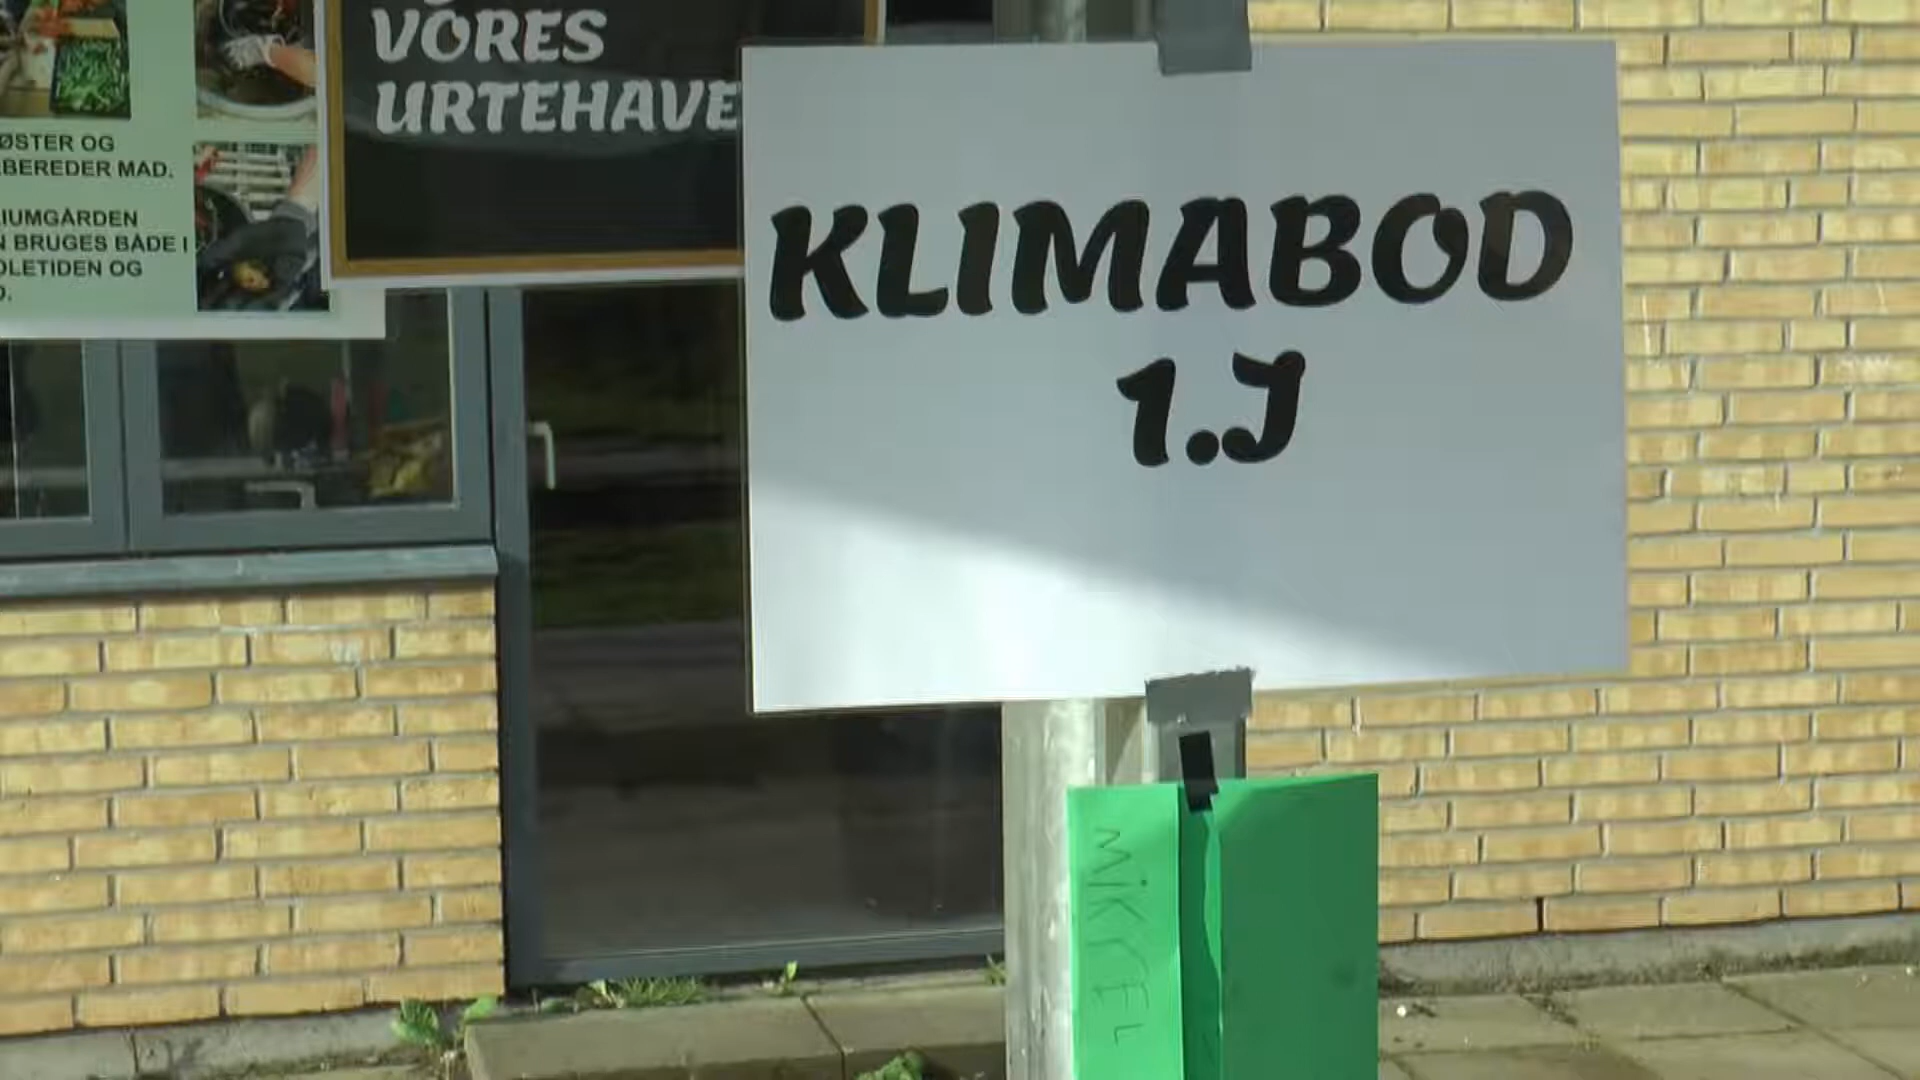 ØSTER OG
BEREDER MAD.
IUMGÅRDEN
N BRUGES BÅDE I
OLETIDEN OG
VORES
URTEHAVE
KLIMABOD
1.J
MIKKEL